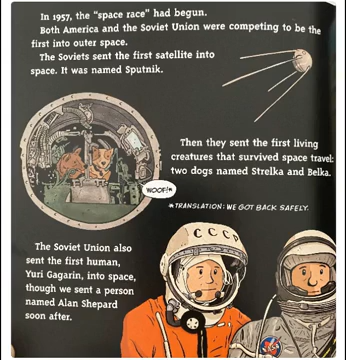 In 1957, the “space race” had begun.
Both America and the Soviet Union were competing to be the
first into outer space.
The Soviets sent the first satellite into
space. It was named Sputnik.
Then they sent the first living
creatures that survived space travel:
two dogs named Strelka and Belka.
WOOF!*
*TRANSLATION: WE GOT BACK SAFELY.
The Soviet Union also
sent the first human,
Yuri Gagarin, into space,
though we sent a person
named Alan Shepard
soon after.
CCCP